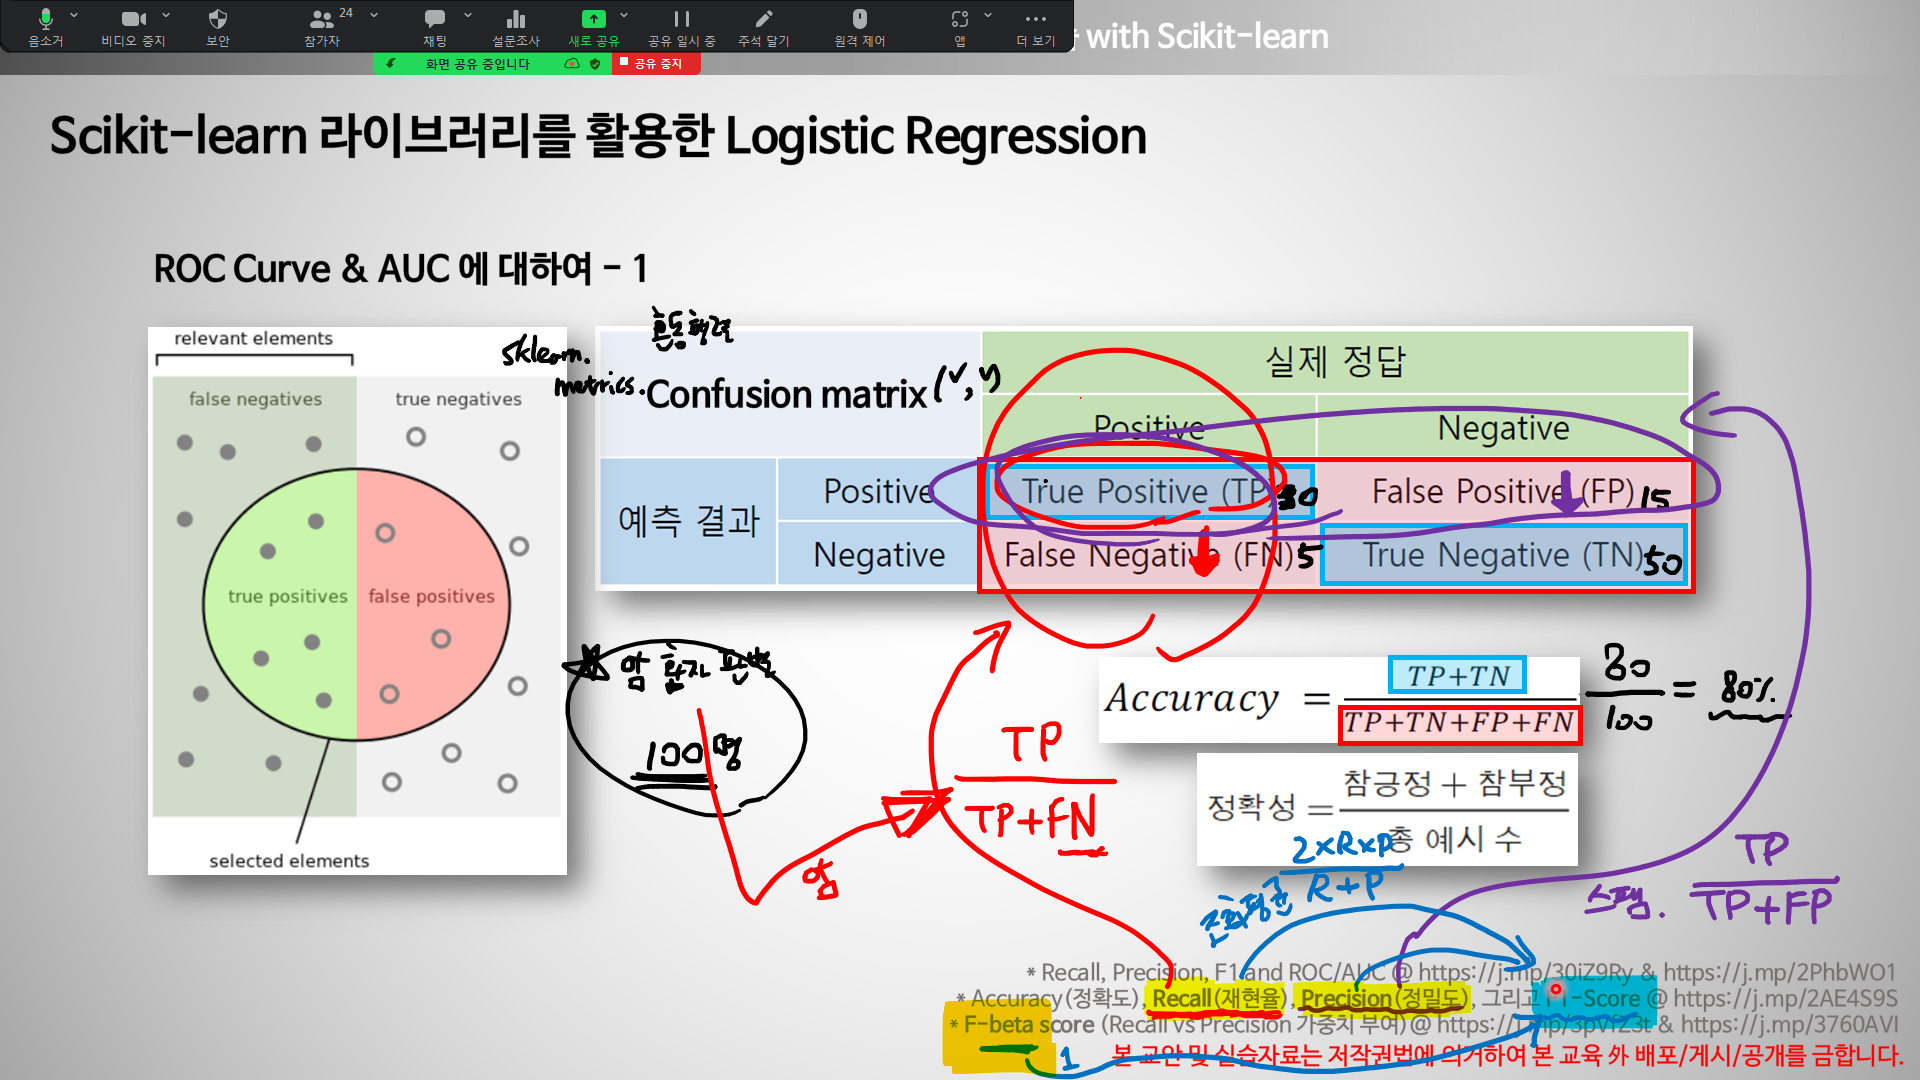 음소거 비디오 중지 보안 참가자 24 채팅 설문조사 새로 공유 공유 일시 중 주석 달기 원격 제어 앱 더 보기
with Scikit-learn
화면 공유 중입니다 공유 중지
Scikit-learn 라이브러리를 활용한 Logistic Regression
ROC Curve & AUC 에 대하여 - 1
relevant elements
false negatives
true negatives
true positives
false positives
selected elements
혼동행렬
sklearn.
metrics.
Confusion matrix
실제 정답
Positive
Negative
예측 결과
Positive
True Positive (TP) 30
False Positive (FP) 15
Negative
False Negative (FN) 5
True Negative (TN) 50
암 환자 판별
100명
암
TP
TP+FN
Accuracy = TP+TN
TP+TN+FP+FN
80
100
= 80%
정확성 = 참긍정 + 참부정
총 예시 수
2×R×P
R+P
조화평균
스팸.
TP
TP+FP
* Recall, Precision, F1 and ROC/AUC @ https://j.mp/30iZ9Ry & https://j.mp/2PhbWO1
* Accuracy(정확도), Recall(재현율), Precision(정밀도), 그리고 F1-Score @ https://j.mp/2AE4S9S
* F-beta score (Recall vs Precision 가중치 부여) @ & https://j.mp/3760AVI
1
본 교안 및 실습자료는 저작권법에 의거하여 본 교육 外 배포/게시/공개를 금합니다.